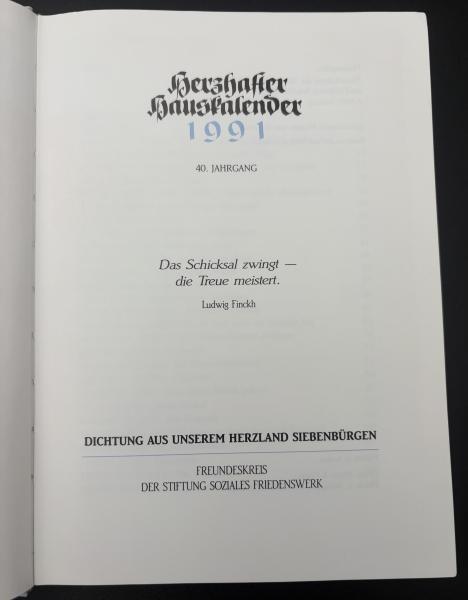 Herzhafter
Hauskalender
1991
40. JAHRGANG
Das Schicksal zwingt —
die Treue meistert.
Ludwig Finckh
DICHTUNG AUS UNSEREM HERZLAND SIEBENBÜRGEN
FREUNDESKREIS
DER STIFTUNG SOZIALES FRIEDENSWERK